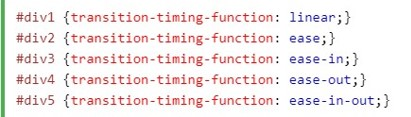 #div1 {transition-timing-function: linear;}
#div2 {transition-timing-function: ease;}
#div3 {transition-timing-function: ease-in;}
#div4 {transition-timing-function: ease-out;}
#div5 {transition-timing-function: ease-in-out;}